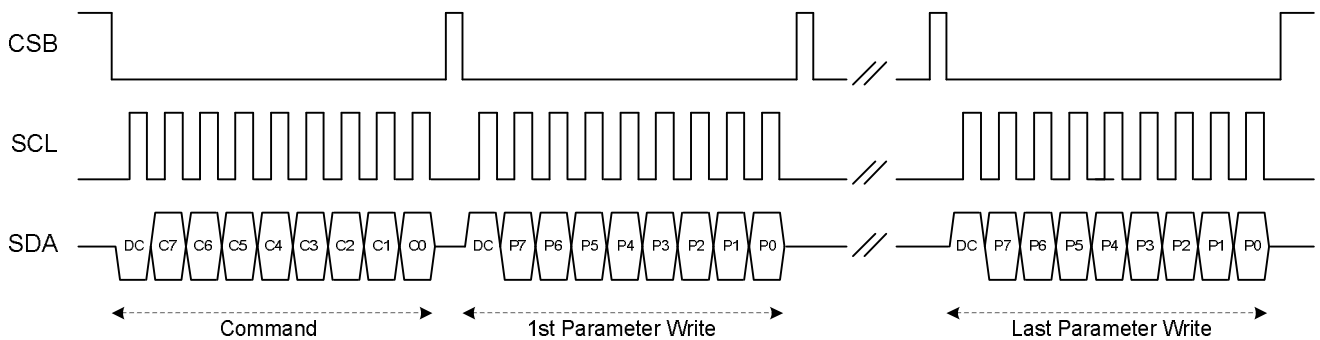 CSB
SCL
SDA
DC C7 C6 C5 C4 C3 C2 C1 C0 DC P7 P6 P5 P4 P3 P2 P1 P0 DC P7 P6 P5 P4 P3 P2 P1 P0
Command 1st Parameter Write Last Parameter Write